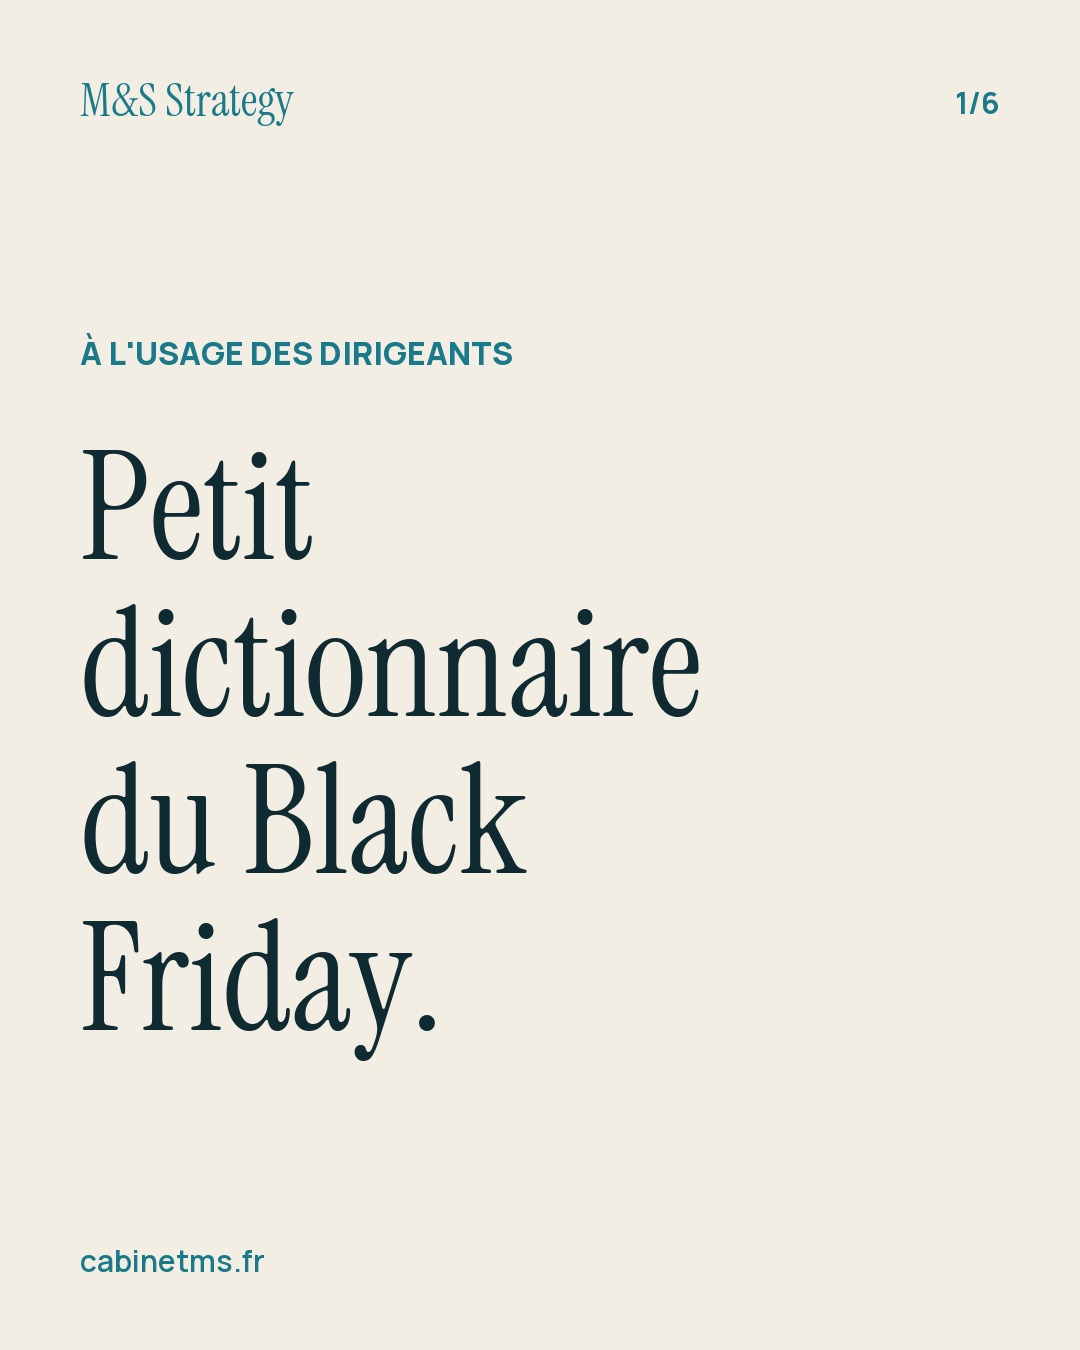 M&S Strategy
1/6
À L'USAGE DES DIRIGEANTS
Petit
dictionnaire
du Black
Friday.
cabinetms.fr